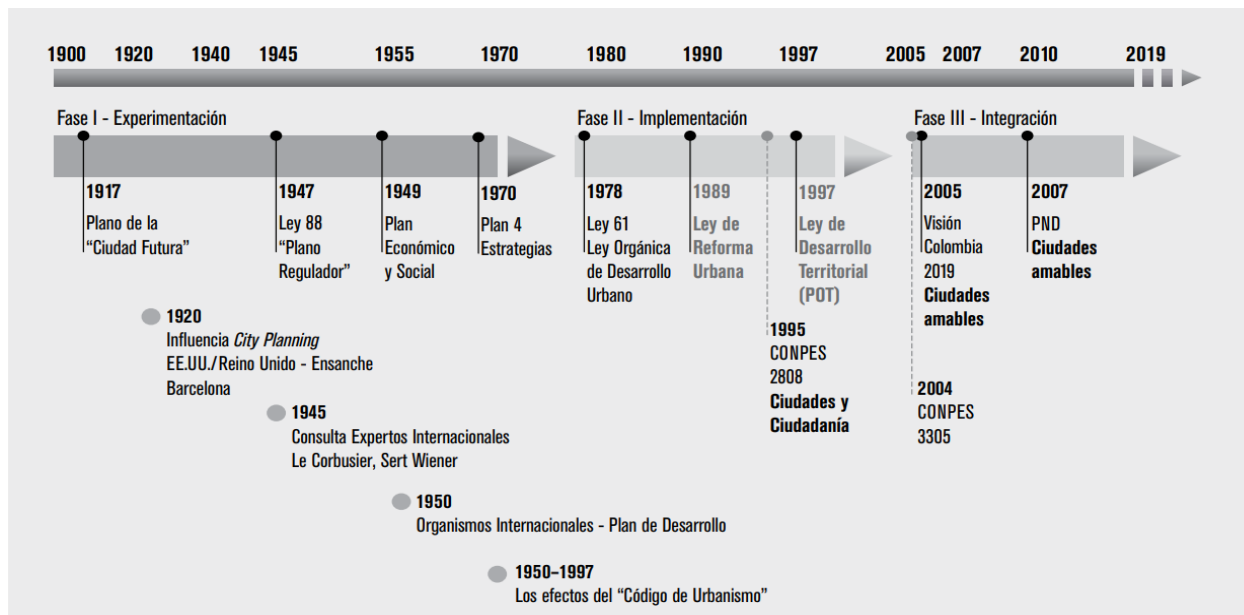 1900 1920 1940 1945 1955 1970 1980 1990 1997 2005 2007 2010 2019
Fase I - Experimentación
1917
Plano de la
“Ciudad Futura”
1947
Ley 88
“Plano
Regulador”
1949
Plan
Económico
y Social
1970
Plan 4
Estrategias
1920
Influencia City Planning
EE.UU./Reino Unido - Ensanche
Barcelona
1945
Consulta Expertos Internacionales
Le Corbusier, Sert Wiener
1950
Organismos Internacionales - Plan de Desarrollo
1950–1997
Los efectos del “Código de Urbanismo”
Fase II - Implementación
1978
Ley 61
Ley Orgánica
de Desarrollo
Urbano
1989
Ley de
Reforma
Urbana
1997
Ley de
Desarrollo
Territorial
(POT)
1995
CONPES
2808
Ciudades y
Ciudadanía
Fase III - Integración
2005
Visión
Colombia
2019
Ciudades
amables
2007
PND
Ciudades
amables
2004
CONPES
3305